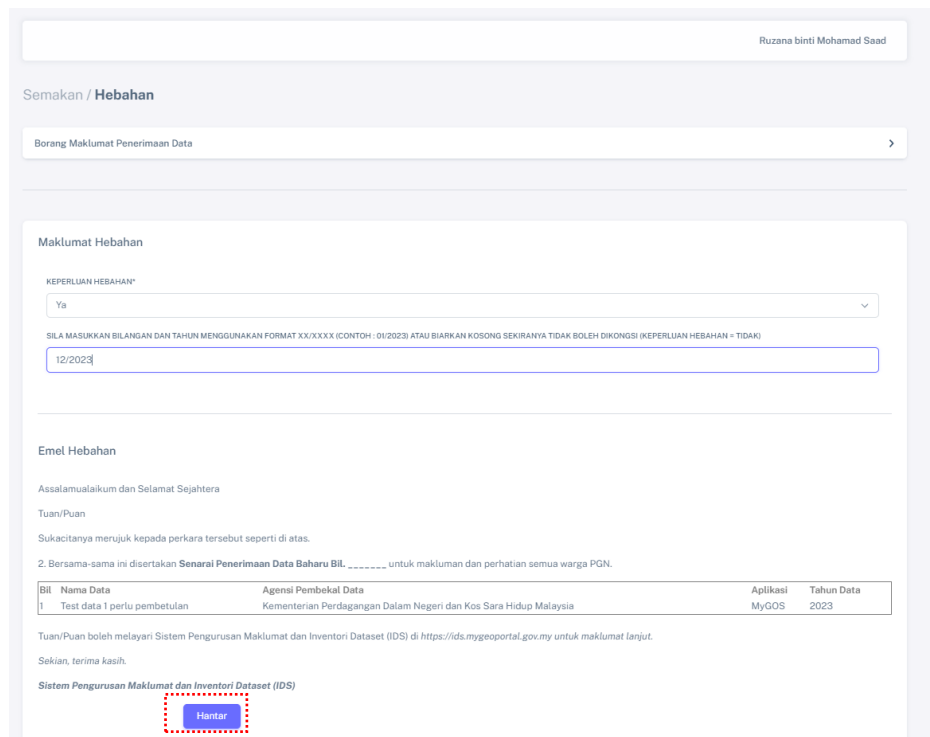 Ruzana binti Mohamad Saad
Semakan / Hebahan
Borang Maklumat Penerimaan Data
Maklumat Hebahan
KEPERLUAN HEBAHAN*
Ya
SILA MASUKKAN BILANGAN DAN TAHUN MENGGUNAKAN FORMAT XX/XXXX (CONTOH : 01/2023) ATAU BIARKAN KOSONG SEKIRANYA TIDAK BOLEH DIKONGSI (KEPERLUAN HEBAHAN = TIDAK)
12/2023
Emel Hebahan
Assalamualaikum dan Selamat Sejahtera
Tuan/Puan
Sukacitanya merujuk kepada perkara tersebut seperti di atas.
2. Bersama-sama ini disertakan Senarai Penerimaan Data Baharu Bil. _______ untuk makluman dan perhatian semua warga PGN.
Bil Nama Data Agensi Pembekal Data Aplikasi Tahun Data
1 Test data 1 perlu pembetulan Kementerian Perdagangan Dalam Negeri dan Kos Sara Hidup Malaysia MyGOS 2023
Tuan/Puan boleh melayari Sistem Pengurusan Maklumat dan Inventori Dataset (IDS) di https://ids.mygeoportal.gov.my untuk maklumat lanjut.
Sekian, terima kasih.
Sistem Pengurusan Maklumat dan Inventori Dataset (IDS)
Hantar